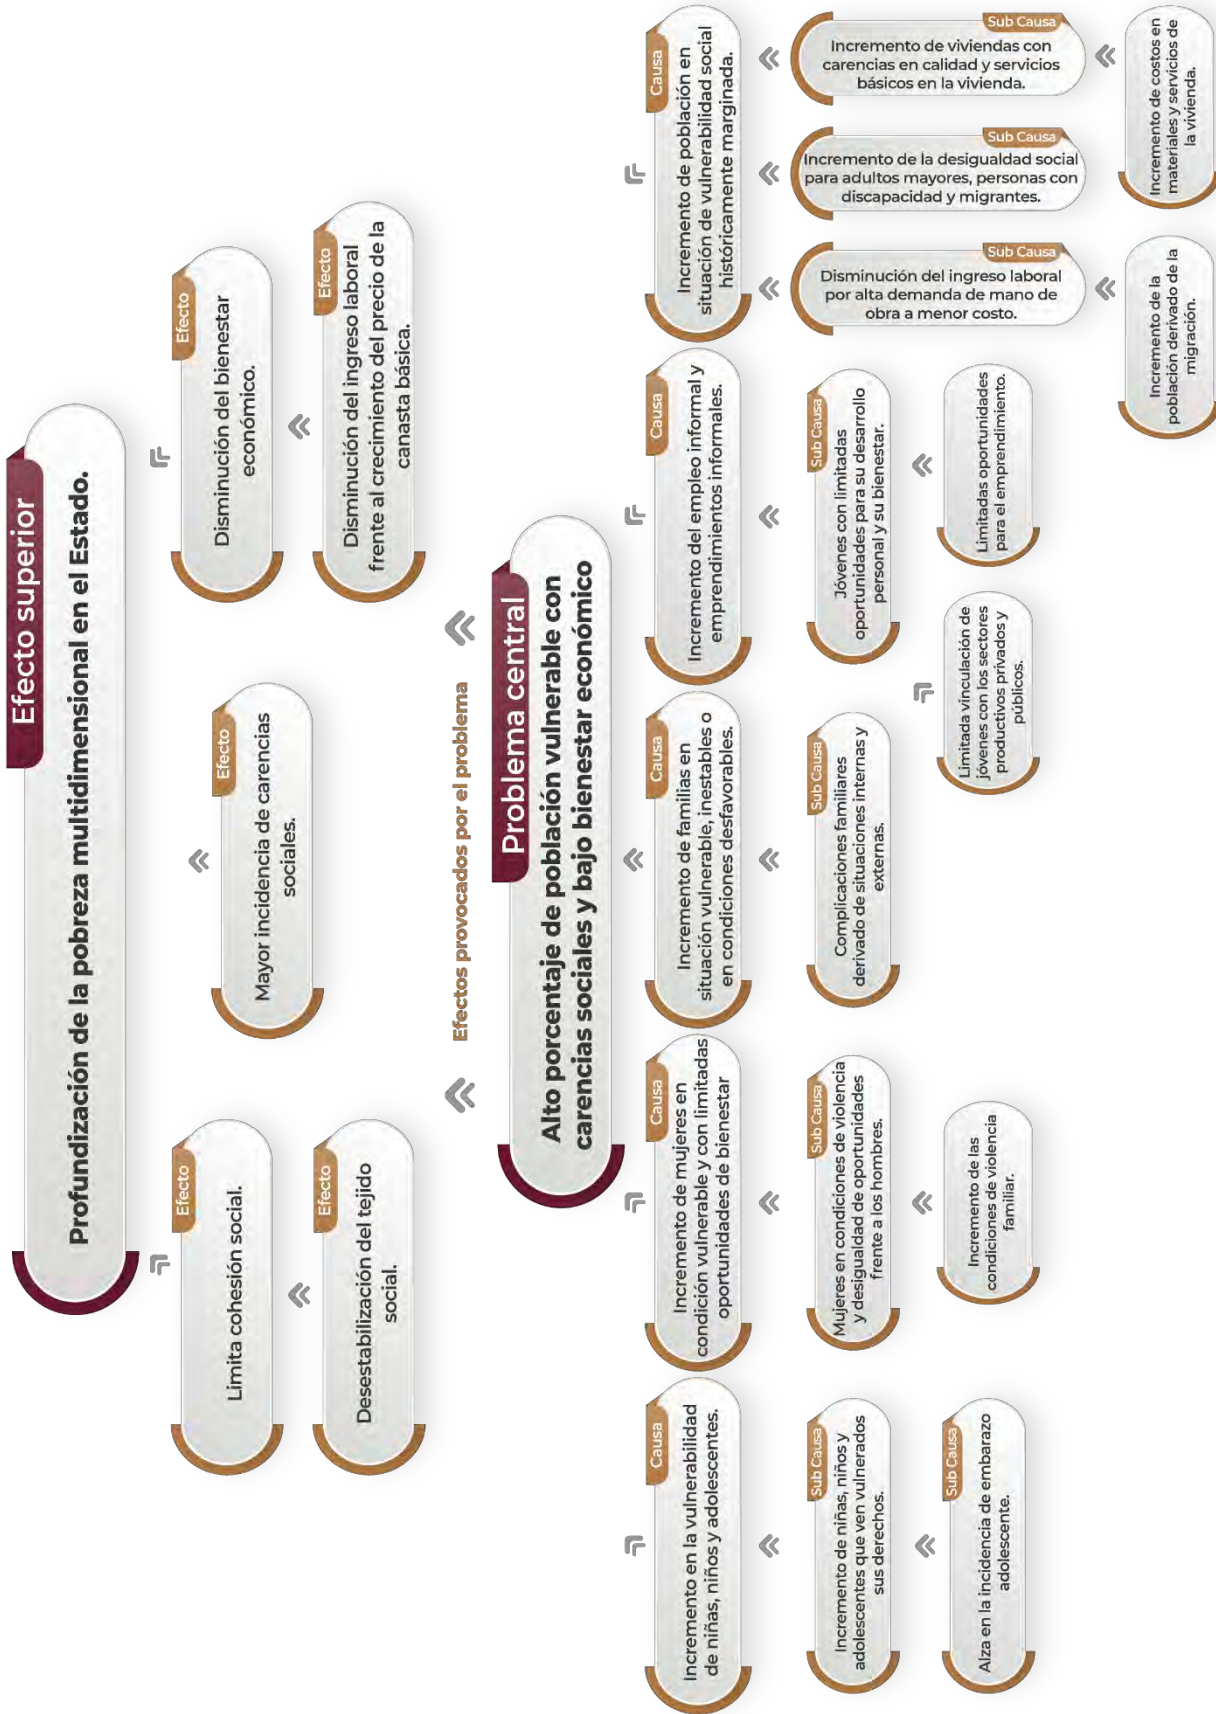 Efecto superior
Profundización de la pobreza multidimensional en el Estado.
Efecto
Limita cohesión social.
Efecto
Desestabilización del tejido
social.
Efecto
Mayor incidencia de carencias
sociales.
Efecto
Disminución del bienestar
económico.
Efecto
Disminución del ingreso laboral
frente al crecimiento del precio de la
canasta básica.
Efectos provocados por el problema
Problema central
Alto porcentaje de población vulnerable con
carencias sociales y bajo bienestar económico
Causa
Incremento en la vulnerabilidad
de niñas, niños y adolescentes.
Sub Causa
Incremento de niñas, niños y
adolescentes que ven vulnerados
sus derechos.
Sub Causa
Alza en la incidencia de embarazo
adolescente.
Causa
Incremento de mujeres en
condición vulnerable y con limitadas
oportunidades de bienestar
Sub Causa
Mujeres en condiciones de violencia
y desigualdad de oportunidades
frente a los hombres.
Incremento de las
condiciones de violencia
familiar.
Causa
Incremento de familias en
situación vulnerable, inestables o
en condiciones desfavorables.
Sub Causa
Complicaciones familiares
derivado de situaciones internas y
externas.
Causa
Incremento del empleo informal y
emprendimientos informales.
Sub Causa
Jóvenes con limitadas
oportunidades para su desarrollo
personal y su bienestar.
Limitada vinculación de
jóvenes con los sectores
productivos privados y
públicos.
Limitadas oportunidades
para el emprendimiento.
Causa
Incremento de población en
situación de vulnerabilidad social
históricamente marginada.
Sub Causa
Incremento de viviendas con
carencias en calidad y servicios
básicos en la vivienda.
Sub Causa
Incremento de la desigualdad social
para adultos mayores, personas con
discapacidad y migrantes.
Sub Causa
Disminución del ingreso laboral
por alta demanda de mano de
obra a menor costo.
Incremento de la
población derivado de la
migración.
Incremento de costos en
materiales y servicios de
la vivienda.